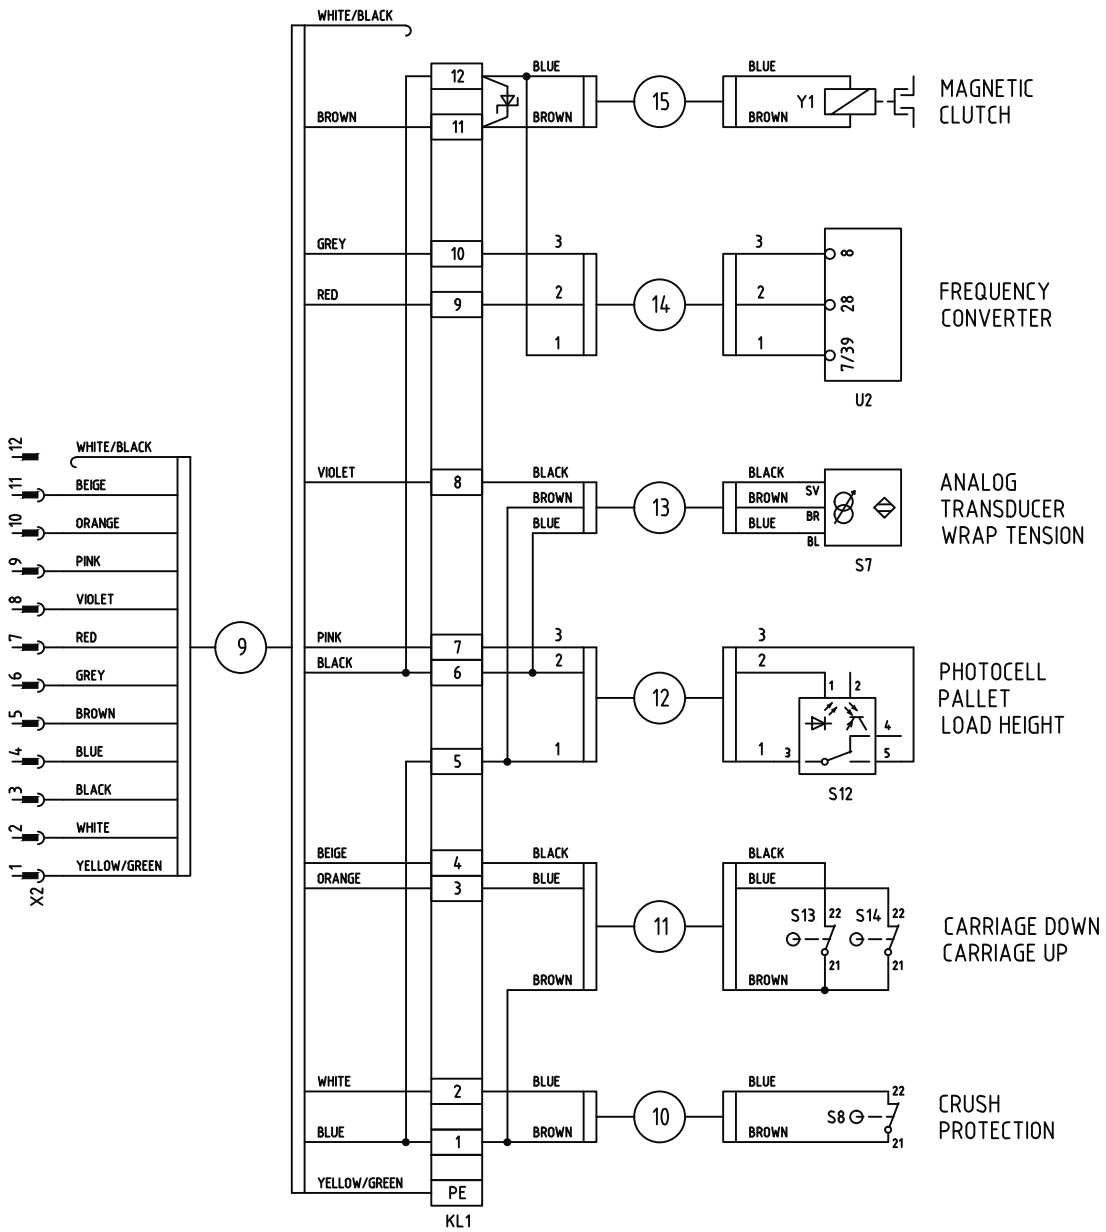 WHITE/BLACK
12
BLUE
BLUE
15
Y1
MAGNETIC
CLUTCH
BROWN
11
BROWN
BROWN
GREY
10
3
3
8
RED
9
2
14
2
28
FREQUENCY
CONVERTER
1
1
7/39
U2
12
WHITE/BLACK
11
BEIGE
10
ORANGE
9
PINK
8
VIOLET
7
RED
6
GREY
5
BROWN
4
BLUE
3
BLACK
2
WHITE
1
YELLOW/GREEN
X2
9
VIOLET
8
BLACK
BROWN
BLUE
13
BLACK
SV
BROWN
BR
BLUE
BL
S7
ANALOG
TRANSDUCER
WRAP TENSION
PINK
7
3
3
BLACK
6
2
2
12
1
2
4
5
5
1
1
3
S12
PHOTOCELL
PALLET
LOAD HEIGHT
BEIGE
4
BLACK
BLACK
ORANGE
3
BLUE
BLUE
11
S13
22
21
S14
22
21
CARRIAGE DOWN
CARRIAGE UP
BROWN
BROWN
WHITE
2
BLUE
BLUE
22
10
S8
CRUSH
PROTECTION
BLUE
1
BROWN
BROWN
21
YELLOW/GREEN
PE
KL1